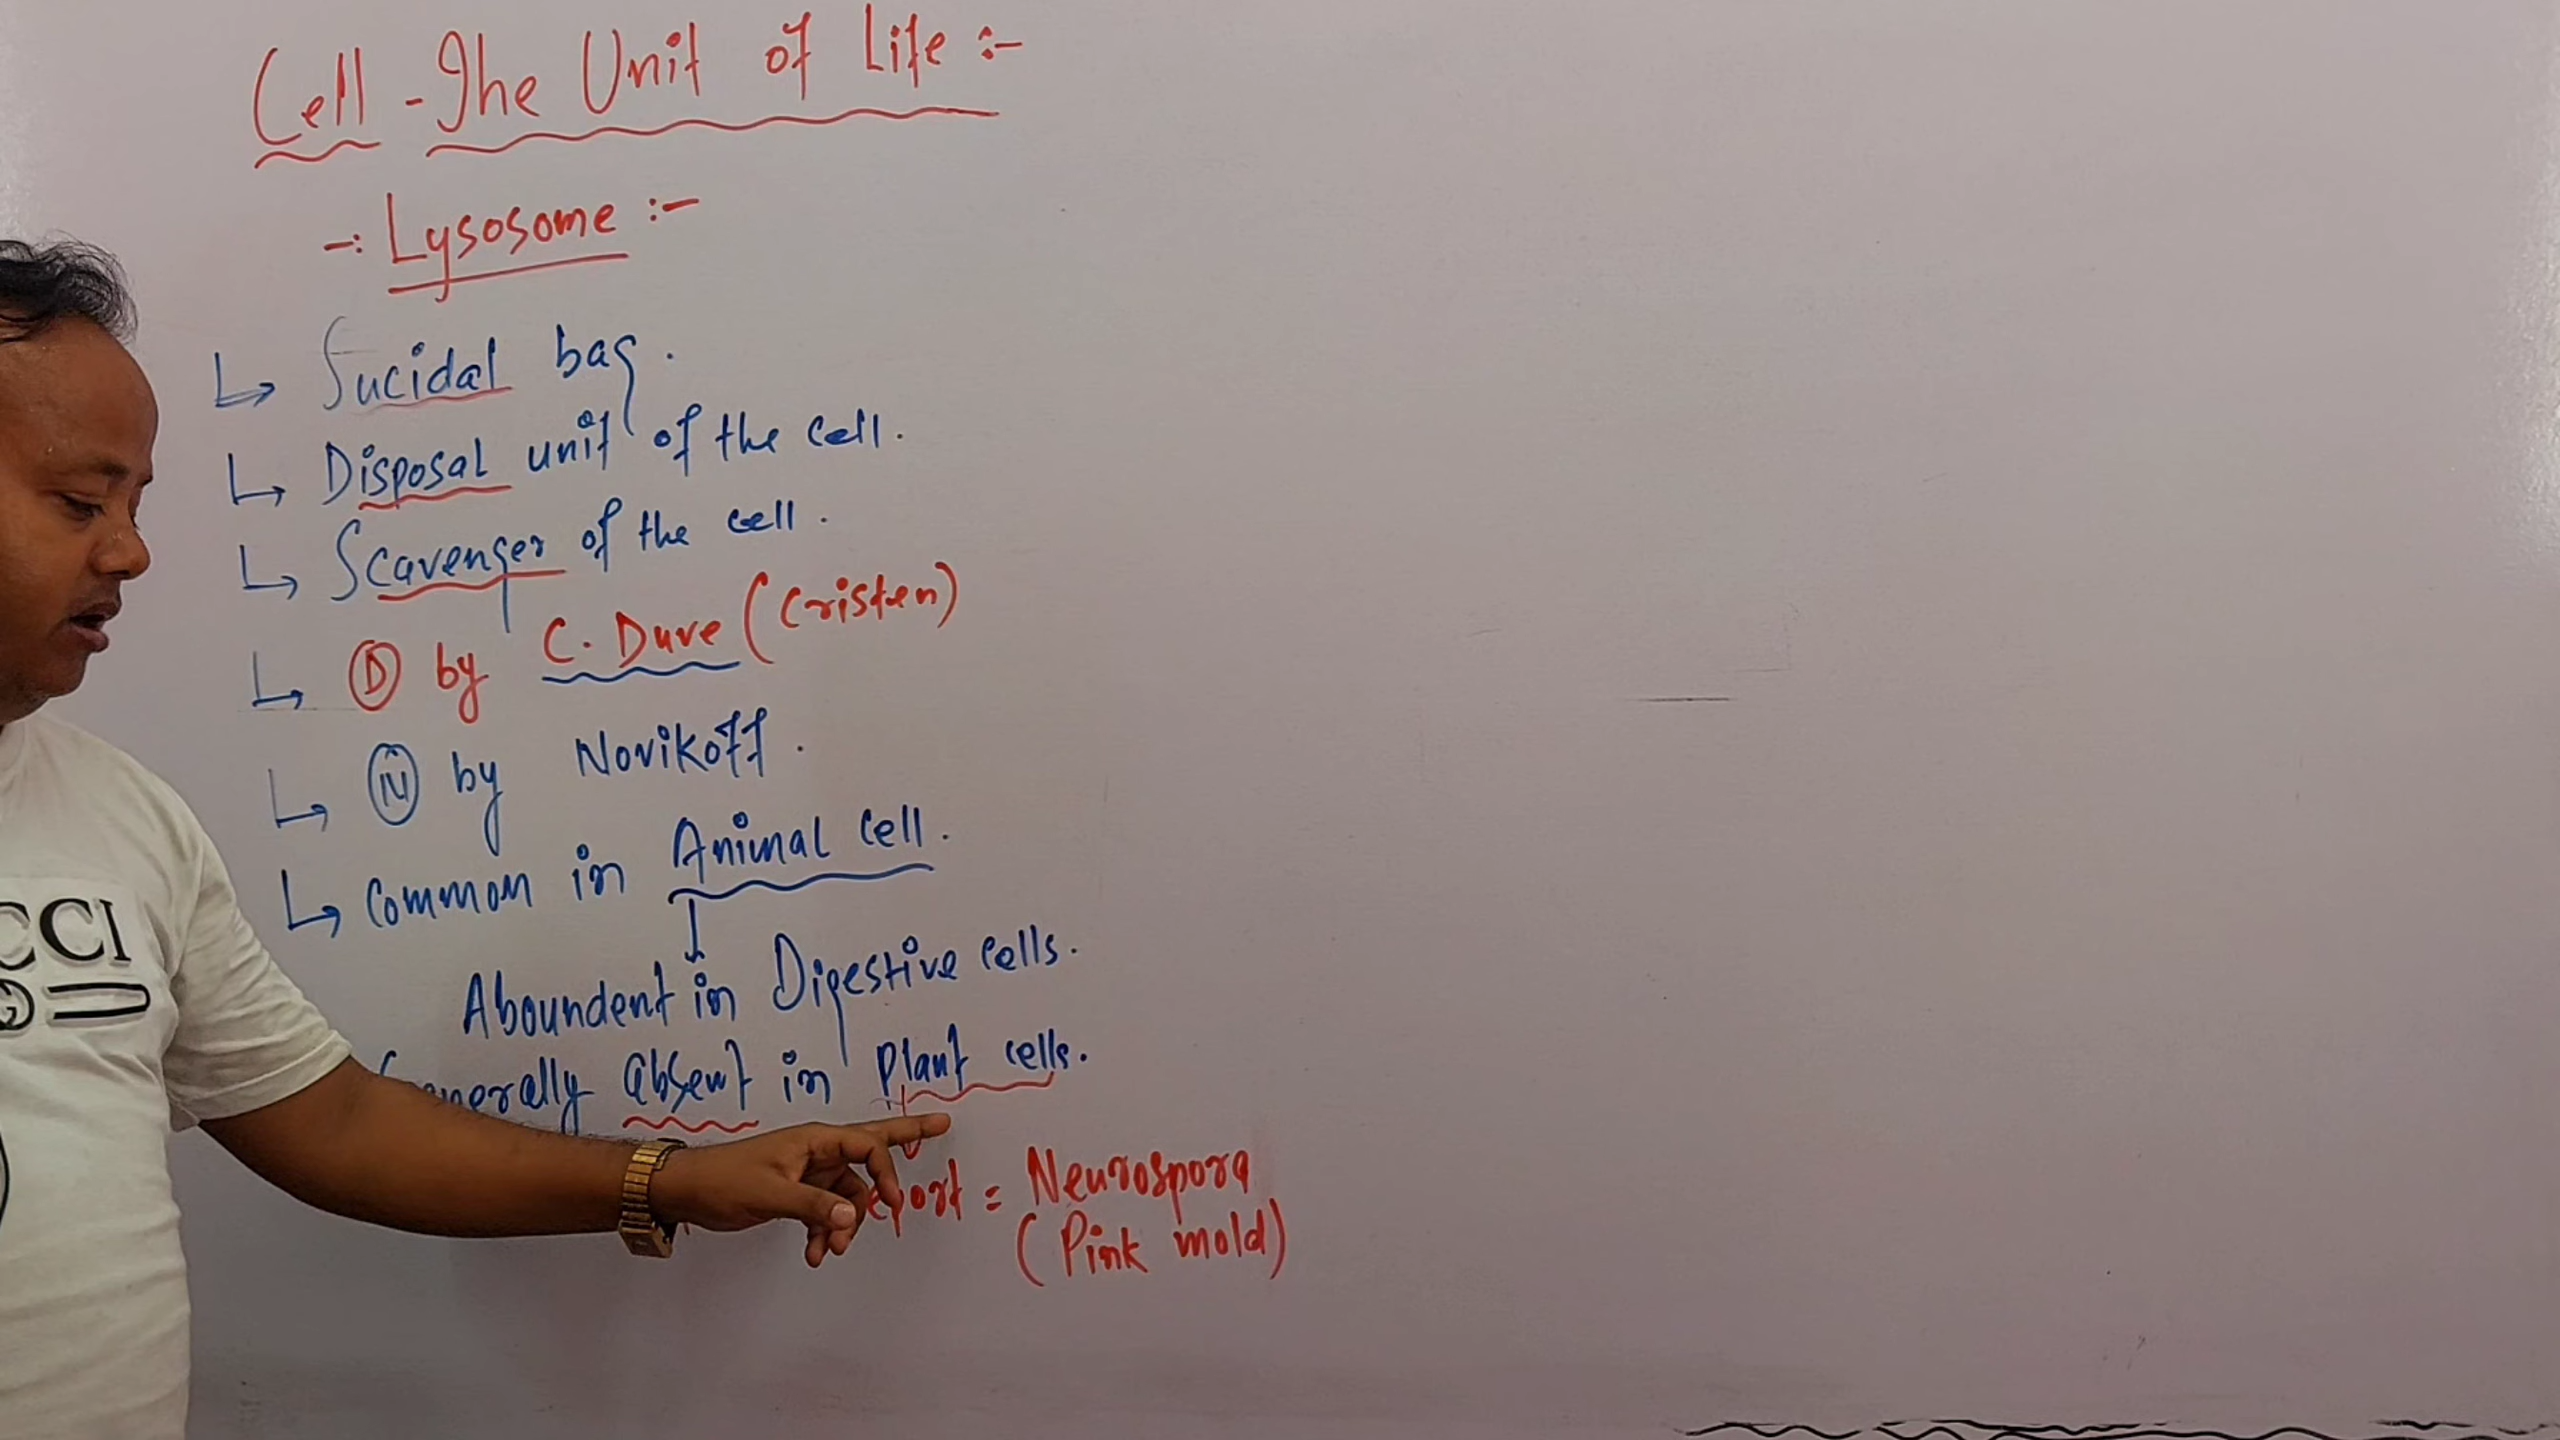 Cell - The Unit of Life :-
-: Lysosome :-
↳ Sucidal bag.
↳ Disposal unit of the cell.
↳ Scavenger of the cell.
↳ Ⓓ by C. Duve (Cristen)
↳ Ⓝ by Novikoff.
↳ Common in Animal Cell.
Aboundent in Digestive cells.
absent in Plant cells.
= Neurospora
(Pink mold)
CCI